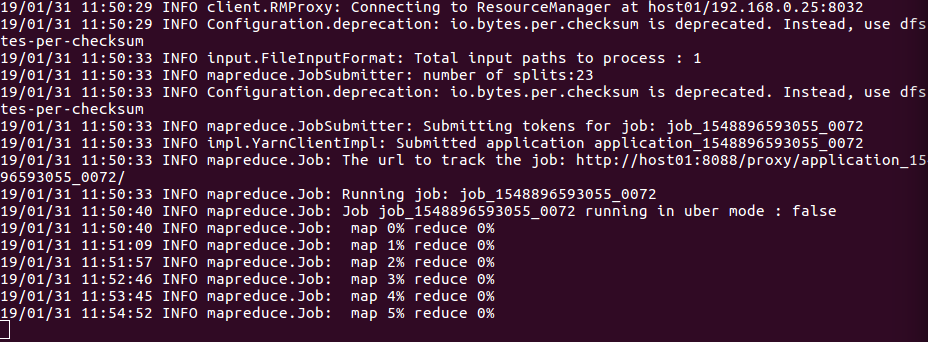 19/01/31 11:50:29 INFO client.RMProxy: Connecting to ResourceManager at host01/192.168.0.25:8032
19/01/31 11:50:29 INFO Configuration.deprecation: io.bytes.per.checksum is deprecated. Instead, use dfs
tes-per-checksum
19/01/31 11:50:33 INFO input.FileInputFormat: Total input paths to process : 1
19/01/31 11:50:33 INFO mapreduce.JobSubmitter: number of splits:23
19/01/31 11:50:33 INFO Configuration.deprecation: io.bytes.per.checksum is deprecated. Instead, use dfs
tes-per-checksum
19/01/31 11:50:33 INFO mapreduce.JobSubmitter: Submitting tokens for job: job_1548896593055_0072
19/01/31 11:50:33 INFO impl.YarnClientImpl: Submitted application application_1548896593055_0072
19/01/31 11:50:33 INFO mapreduce.Job: The url to track the job: http://host01:8088/proxy/application_15
96593055_0072/
19/01/31 11:50:33 INFO mapreduce.Job: Running job: job_1548896593055_0072
19/01/31 11:50:40 INFO mapreduce.Job: Job job_1548896593055_0072 running in uber mode : false
19/01/31 11:50:40 INFO mapreduce.Job:  map 0% reduce 0%
19/01/31 11:51:09 INFO mapreduce.Job:  map 1% reduce 0%
19/01/31 11:51:57 INFO mapreduce.Job:  map 2% reduce 0%
19/01/31 11:52:46 INFO mapreduce.Job:  map 3% reduce 0%
19/01/31 11:53:45 INFO mapreduce.Job:  map 4% reduce 0%
19/01/31 11:54:52 INFO mapreduce.Job:  map 5% reduce 0%